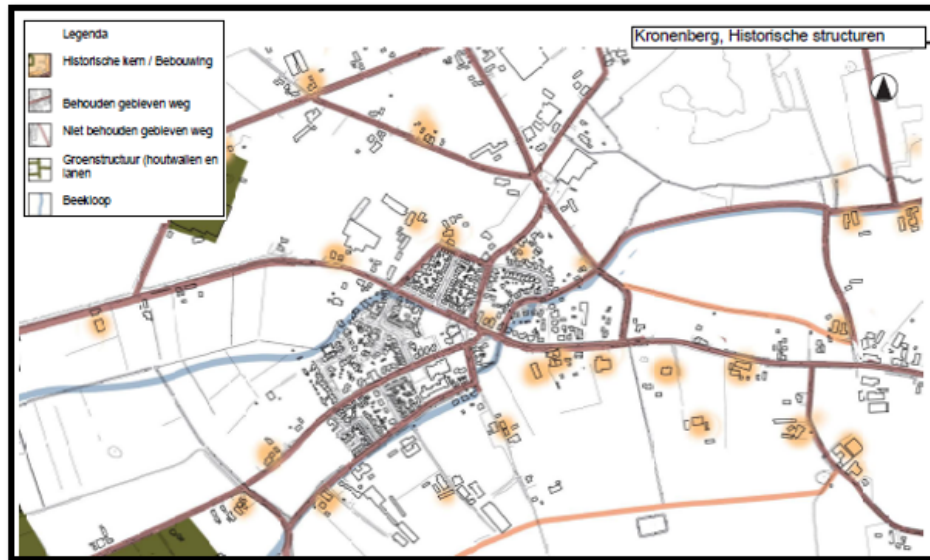 Kronenberg, Historische structuren
Legenda
Historische kern / Bebouwing
Behouden gebleven weg
Niet behouden gebleven weg
Groenstructuur (houtwallen en
lanen
Beekloop